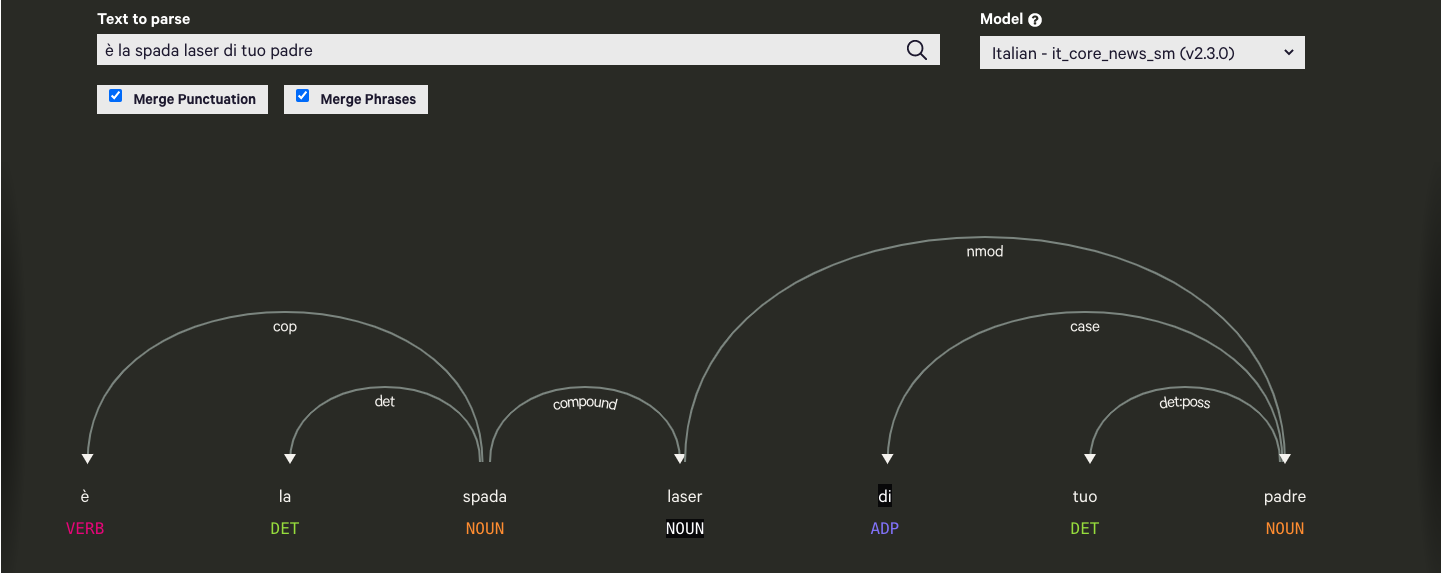 Text to parse
Model ?
è la spada laser di tuo padre
Italian - it_core_news_sm (v2.3.0)
Merge Punctuation Merge Phrases
nmod
cop case
det compound det:poss
è la spada laser di tuo padre
VERB DET NOUN NOUN ADP DET NOUN